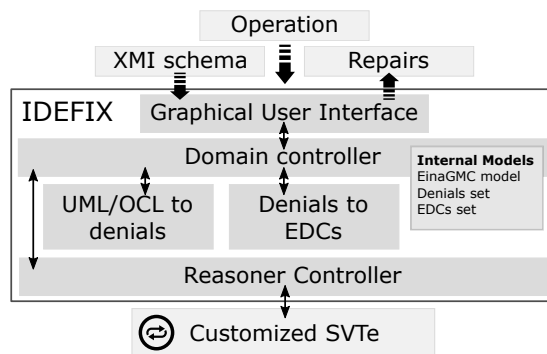 Operation
XMI schema
Repairs
IDEFIX
Graphical User Interface
Domain controller
Internal Models
EinaGMC model
Denials set
EDCs set
UML/OCL to
denials
Denials to
EDCs
Reasoner Controller
Customized SVTe